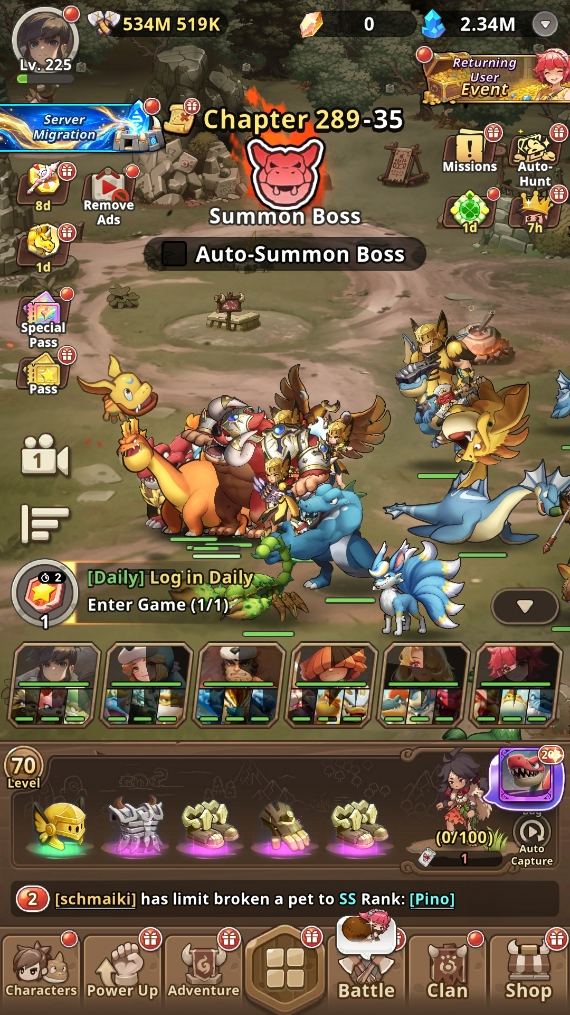 534M 519K
0
2.34M
Lv. 225
Returning
User
Event
Server
Migration
Chapter 289-35
Summon Boss
Auto-Summon Boss
Missions
Auto-
Hunt
8d
Remove
Ads
1d
7h
1d
Special
Pass
Pass
1
2
[Daily] Log in Daily
Enter Game (1/1)
1
70
Level
(0/100)
1
Auto
Capture
2
[schmaiki] has limit broken a pet to SS Rank: [Pino]
Characters
Power Up
Adventure
Battle
Clan
Shop